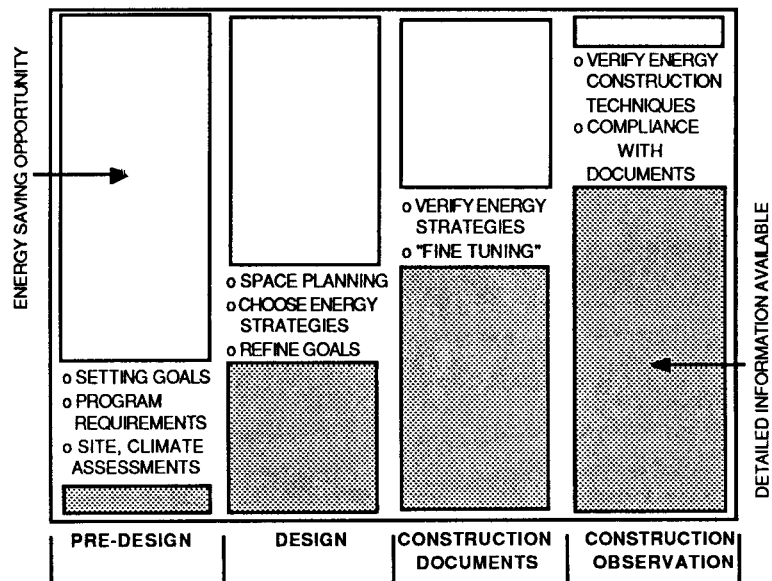 ENERGY SAVING OPPORTUNITY
o SETTING GOALS
o PROGRAM
REQUIREMENTS
o SITE, CLIMATE
ASSESSMENTS
o SPACE PLANNING
o CHOOSE ENERGY
STRATEGIES
o REFINE GOALS
o VERIFY ENERGY
STRATEGIES
o "FINE TUNING"
o VERIFY ENERGY
CONSTRUCTION
TECHNIQUES
o COMPLIANCE
WITH
DOCUMENTS
DETAILED INFORMATION AVAILABLE
PRE-DESIGN
DESIGN
CONSTRUCTION
DOCUMENTS
CONSTRUCTION
OBSERVATION